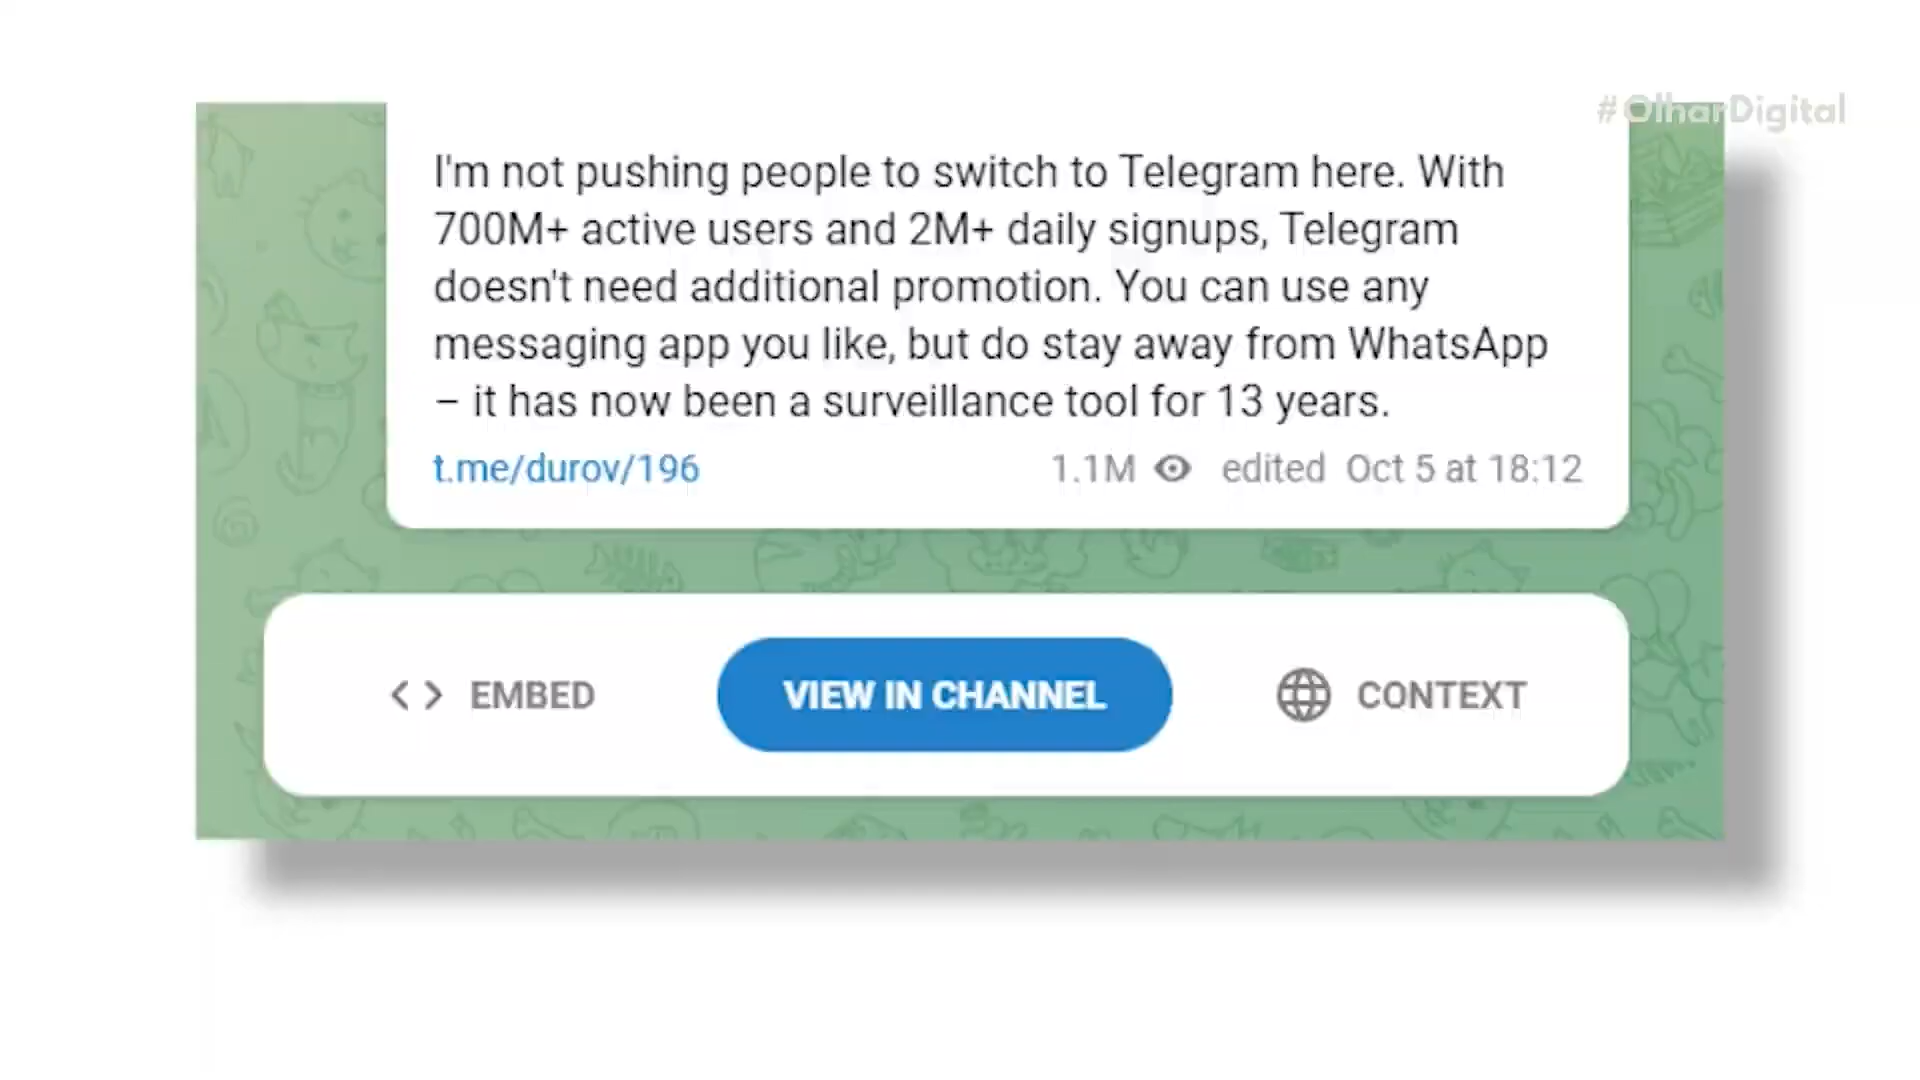 #OlharDigital
I'm not pushing people to switch to Telegram here. With
700M+ active users and 2M+ daily signups, Telegram
doesn't need additional promotion. You can use any
messaging app you like, but do stay away from WhatsApp
– it has now been a surveillance tool for 13 years.
t.me/durov/196 1.1M edited Oct 5 at 18:12
EMBED VIEW IN CHANNEL CONTEXT